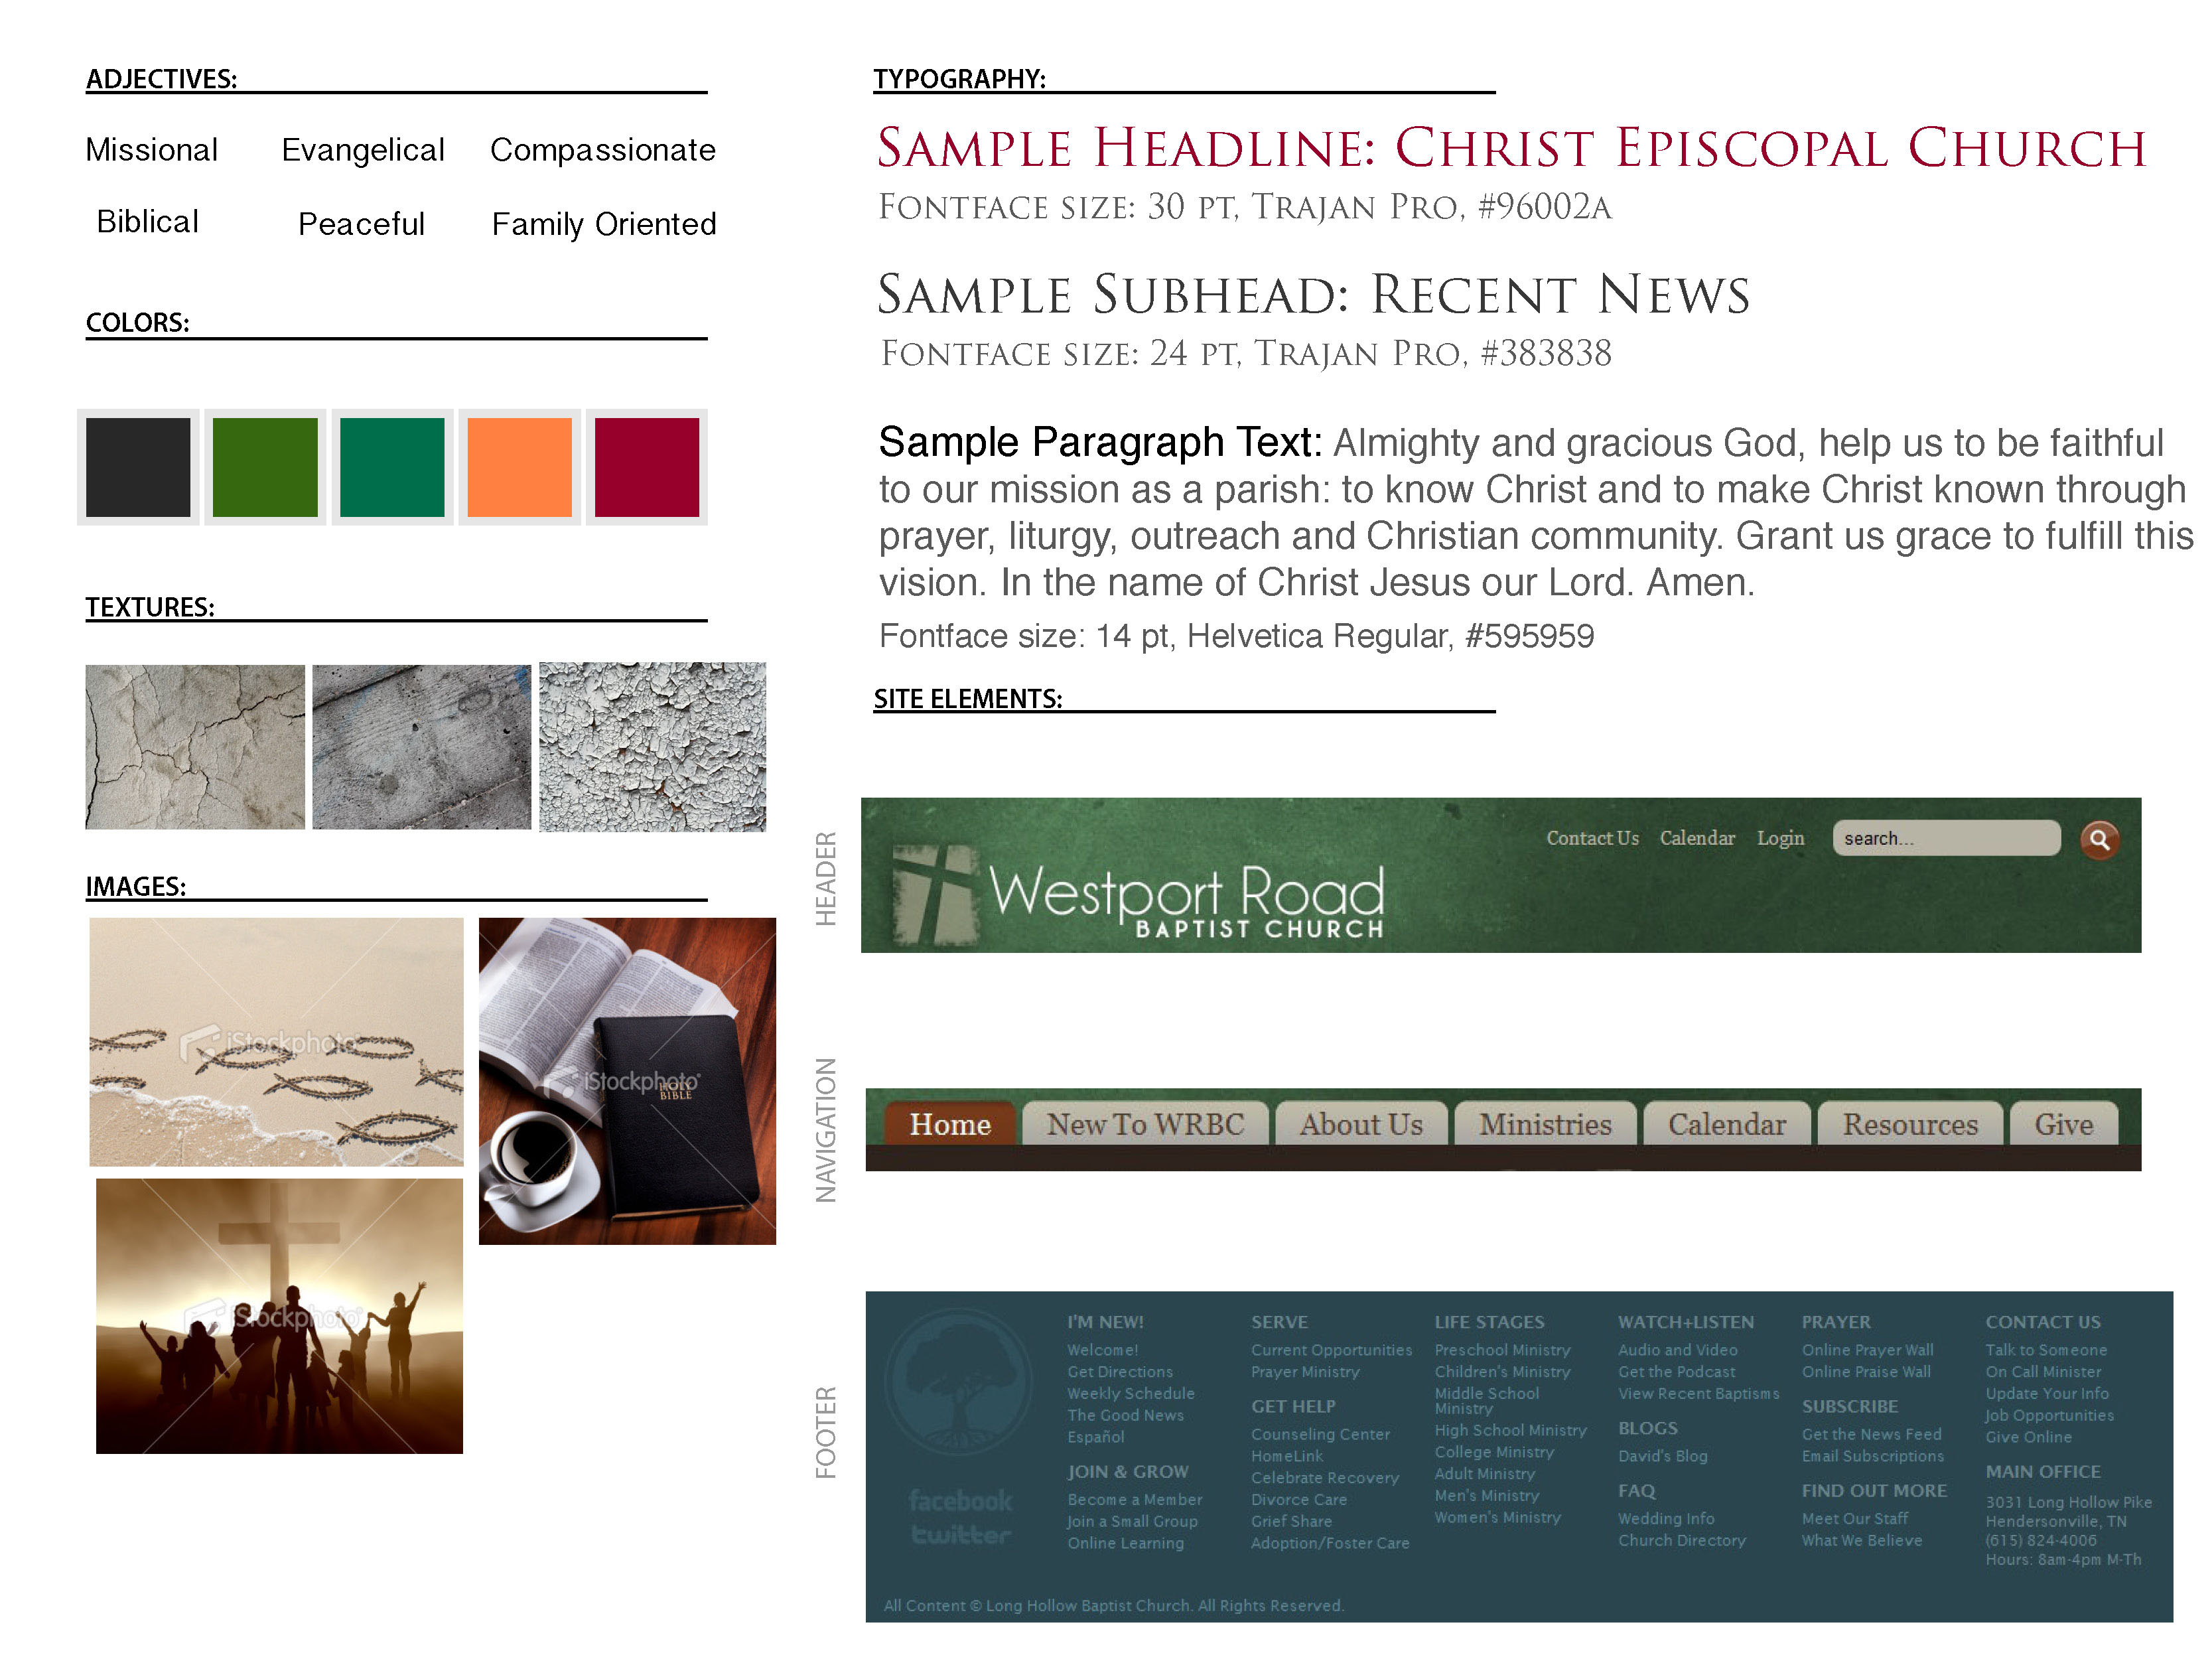 ADJECTIVES:
Missional Evangelical Compassionate
Biblical Peaceful Family Oriented
COLORS:
TEXTURES:
IMAGES:
iStockphoto
iStockphoto
HOLY
BIBLE
iStockphoto
TYPOGRAPHY:
Sample Headline: Christ Episcopal Church
Fontface size: 30 pt, Trajan Pro, #96002A
Sample Subhead: Recent News
Fontface size: 24 pt, Trajan Pro, #383838
Sample Paragraph Text: Almighty and gracious God, help us to be faithful
to our mission as a parish: to know Christ and to make Christ known through
prayer, liturgy, outreach and Christian community. Grant us grace to fulfill this
vision. In the name of Christ Jesus our Lord. Amen.
Fontface size: 14 pt, Helvetica Regular, #595959
SITE ELEMENTS:
HEADER
Contact Us Calendar Login search...
Westport Road
BAPTIST CHURCH
NAVIGATION
Home New To WRBC About Us Ministries Calendar Resources Give
FOOTER
facebook
twitter
I'M NEW!
Welcome!
Get Directions
Weekly Schedule
The Good News
Español
JOIN & GROW
Become a Member
Join a Small Group
Online Learning
SERVE
Current Opportunities
Prayer Ministry
GET HELP
Counseling Center
HomeLink
Celebrate Recovery
Divorce Care
Grief Share
Adoption/Foster Care
LIFE STAGES
Preschool Ministry
Children's Ministry
Middle School
Ministry
High School Ministry
College Ministry
Adult Ministry
Men's Ministry
Women's Ministry
WATCH+LISTEN
Audio and Video
Get the Podcast
View Recent Baptisms
BLOGS
David's Blog
FAQ
Wedding Info
Church Directory
PRAYER
Online Prayer Wall
Online Praise Wall
SUBSCRIBE
Get the News Feed
Email Subscriptions
FIND OUT MORE
Meet Our Staff
What We Believe
CONTACT US
Talk to Someone
On Call Minister
Update Your Info
Job Opportunities
Give Online
MAIN OFFICE
3031 Long Hollow Pike
Hendersonville, TN
(615) 824-4006
Hours: 8am-4pm M-Th
All Content © Long Hollow Baptist Church. All Rights Reserved.